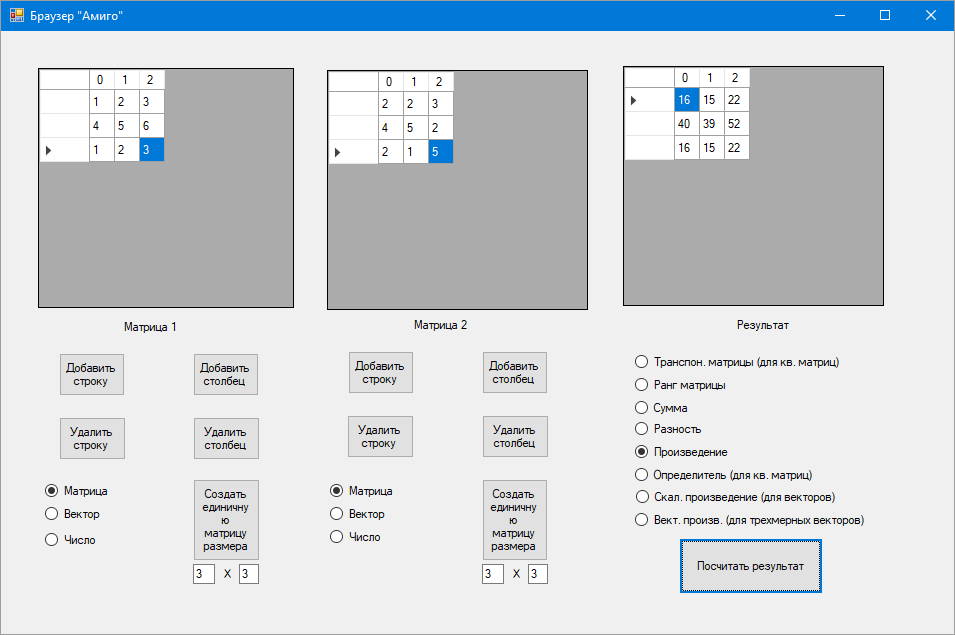 Браузер "Амиго"
0 1 2
1 2 3
4 5 6
1 2 3
0 1 2
2 2 3
4 5 2
2 1 5
0 1 2
16 15 22
40 39 52
16 15 22
Матрица 1
Матрица 2
Результат
Добавить
строку
Добавить
столбец
Удалить
строку
Удалить
столбец
Матрица
Вектор
Число
Создать
единичну
ю
матрицу
размера
3 X 3
Добавить
строку
Добавить
столбец
Удалить
строку
Удалить
столбец
Матрица
Вектор
Число
Создать
единичну
ю
матрицу
размера
3 X 3
Транспон. матрицы (для кв. матриц)
Ранг матрицы
Сумма
Разность
Произведение
Определитель (для кв. матриц)
Скал. произведение (для векторов)
Вект. произв. (для трехмерных векторов)
Посчитать результат